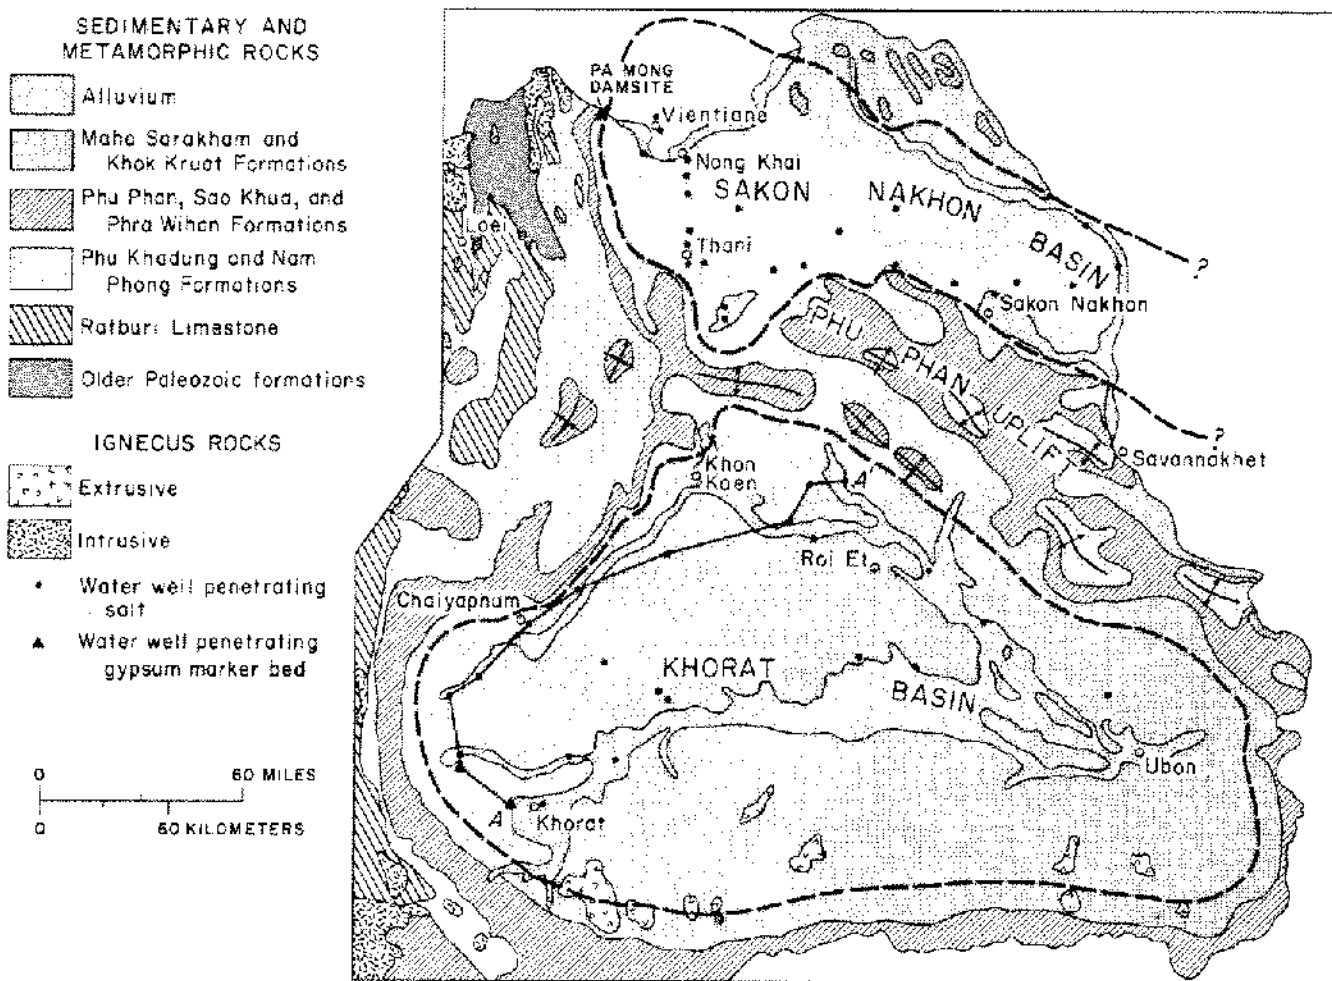 SEDIMENTARY AND
METAMORPHIC ROCKS
Alluvium
Maha Sarakham and
Khok Kruat Formations
Phu Phan, Sao Khua, and
Phra Wihan Formations
Phu Khadung and Nam
Phong Formations
Ratburi Limestone
Older Paleozoic formations
IGNECUS ROCKS
Extrusive
Intrusive
Water well penetrating
salt
Water well penetrating
gypsum marker bed
0 60 MILES
0 60 KILOMETERS
PA MONG
DAMSITE
Vientiane
Nong Khai
SAKON NAKHON BASIN
Loei
Thani
?
Sakon Nakhon
PHU PHAN UPLIFT
?
Savannakhet
Khon
Kaen
A'
Roi Et
Chaiyaphum
KHORAT BASIN
Ubon
A
Khorat